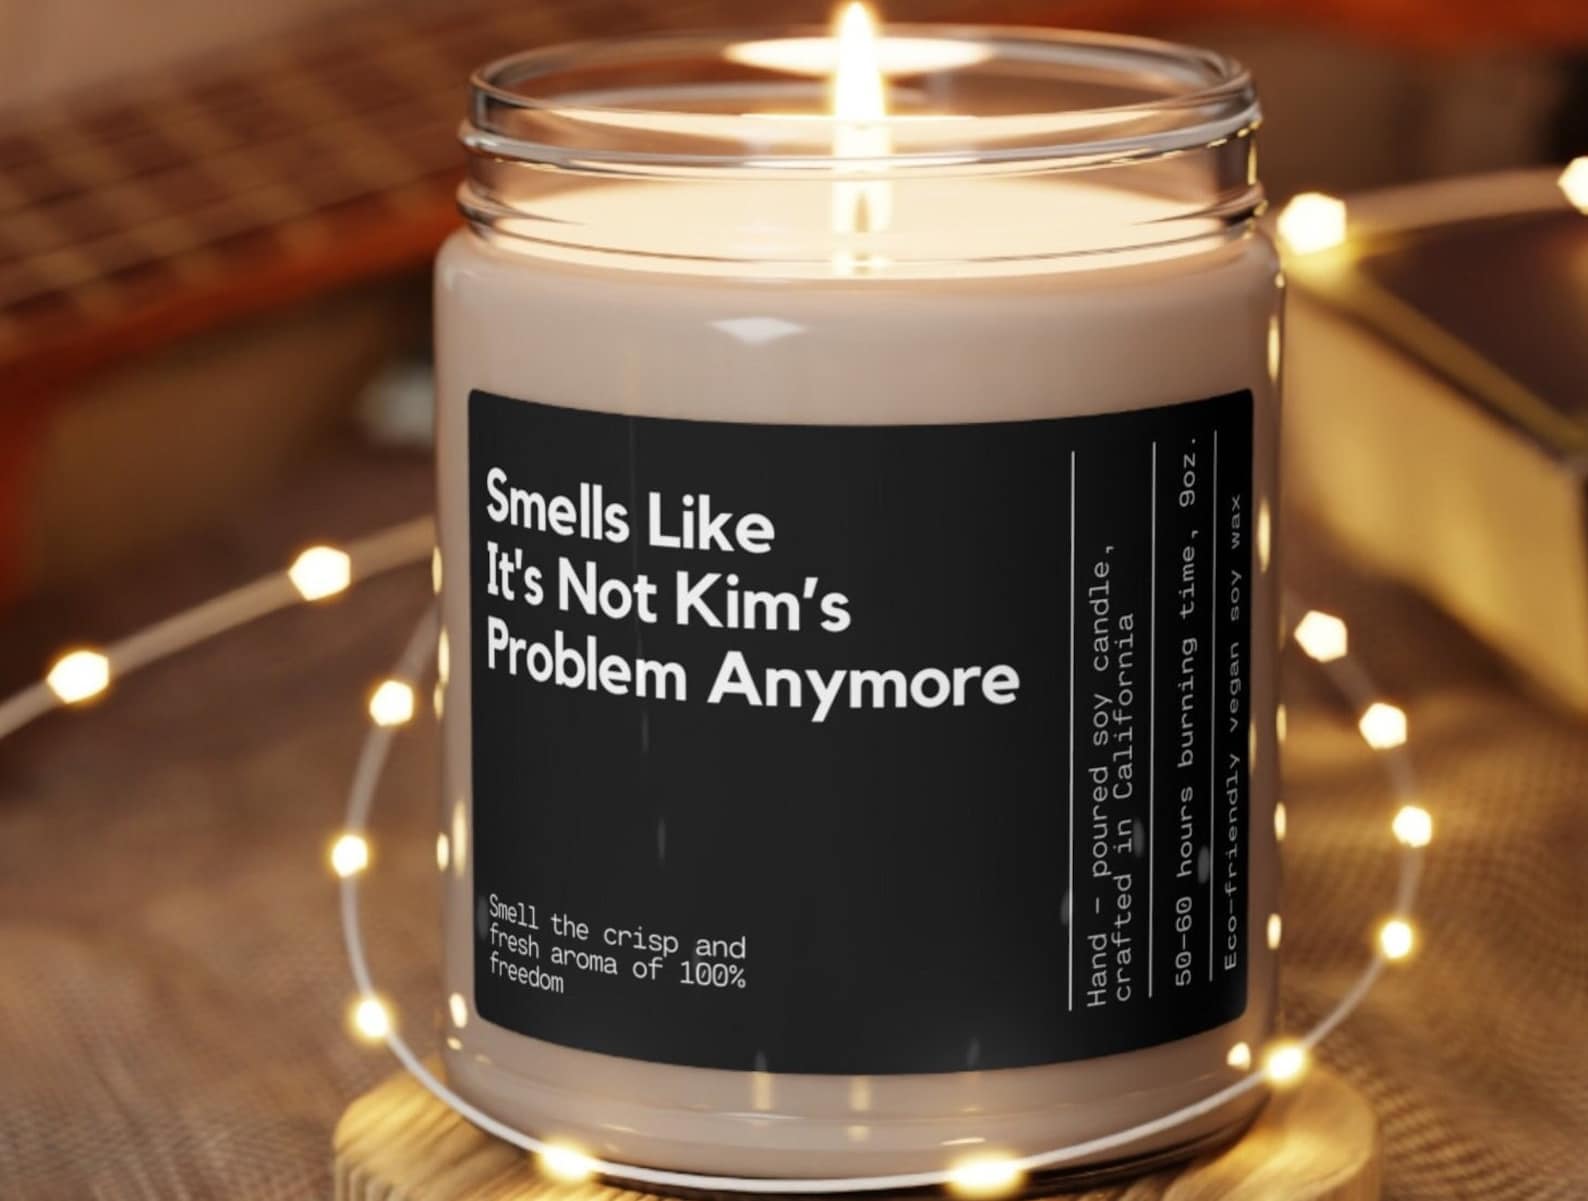 Smells Like
It's Not Kim’s
Problem Anymore
Smell the crisp and
fresh aroma of 100%
freedom
Hand - poured soy candle,
crafted in California
50-60 hours burning time, 9oz.
Eco-friendly vegan soy wax